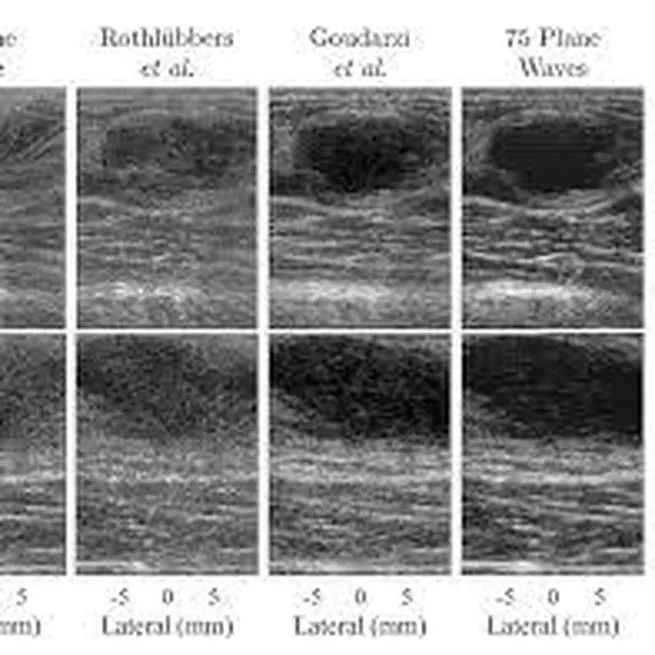 Rothlübbers
et al.
Goudarzi
et al.
75 Plane
Waves
5
-5 0 5
-5 0 5
-5 0 5
mm)
Lateral (mm)
Lateral (mm)
Lateral (mm)